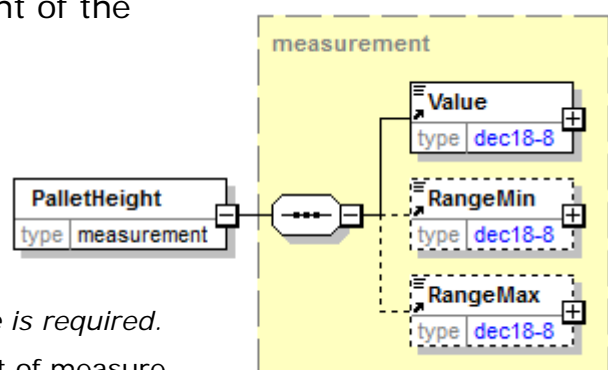 nt of the
measurement
Value
type dec18-8
PalletHeight
type measurement
RangeMin
type dec18-8
RangeMax
type dec18-8
is required.
t of measure